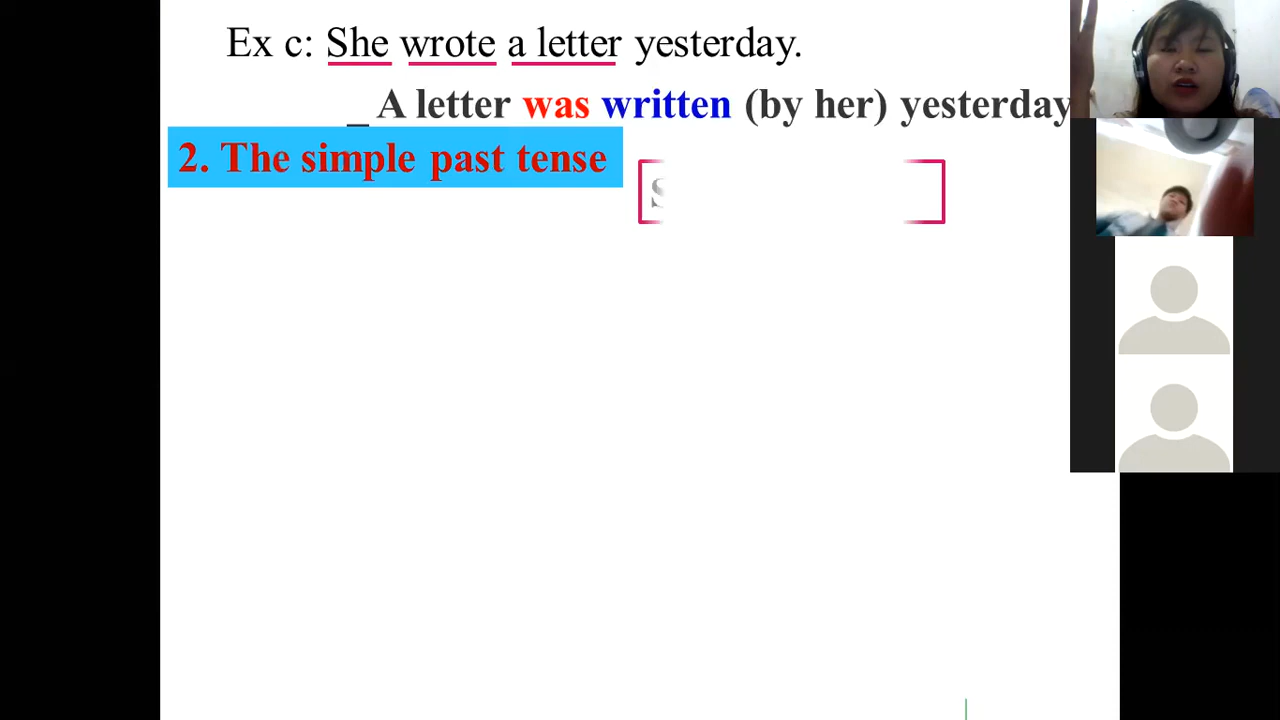 Ex c: She wrote a letter yesterday.
_ A letter was written (by her) yesterday
2. The simple past tense
S